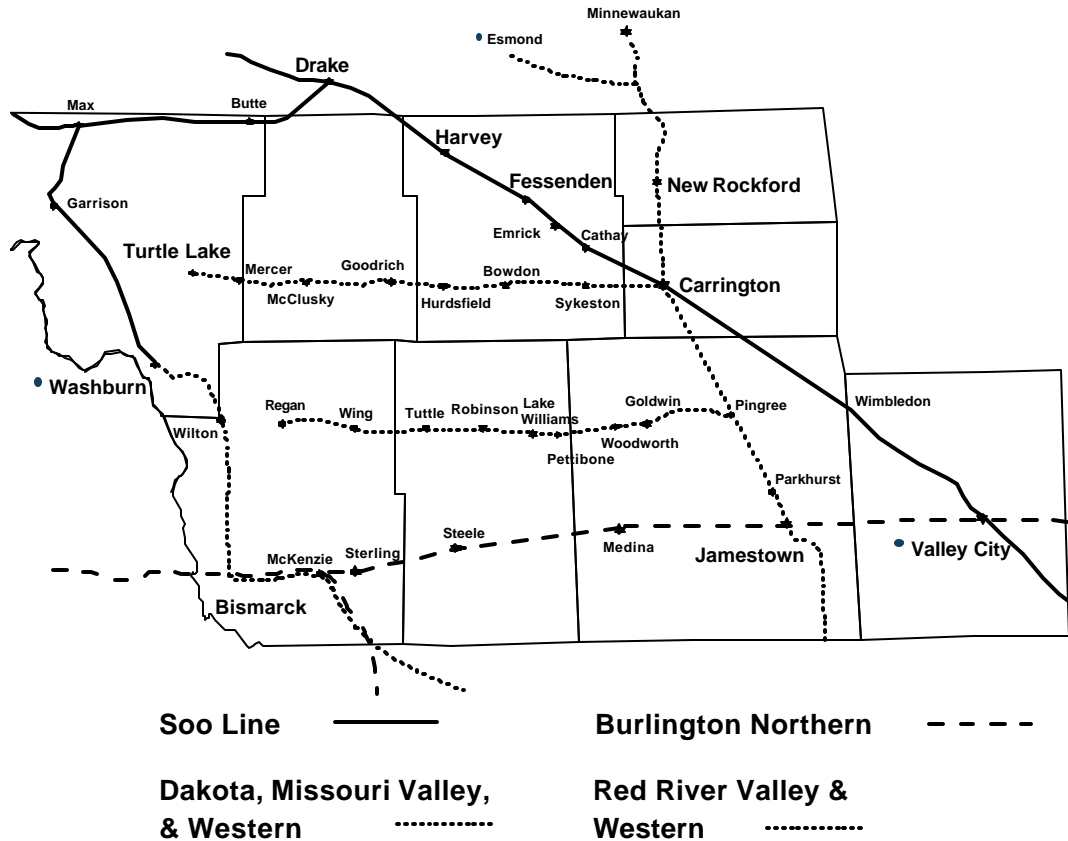 Minnewaukan
Esmond
Drake
Max
Butte
Harvey
Fessenden
New Rockford
Garrison
Emrick
Cathay
Turtle Lake
Mercer
Goodrich
Bowdon
Carrington
McClusky
Hurdsfield
Sykeston
Washburn
Regan
Wing
Tuttle
Robinson
Lake
Williams
Goldwin
Pingree
Wimbledon
Wilton
Woodworth
Pettibone
Parkhurst
Steele
Medina
Jamestown
Valley City
McKenzie
Sterling
Bismarck
Soo Line
Burlington Northern
Dakota, Missouri Valley,
& Western
Red River Valley &
Western